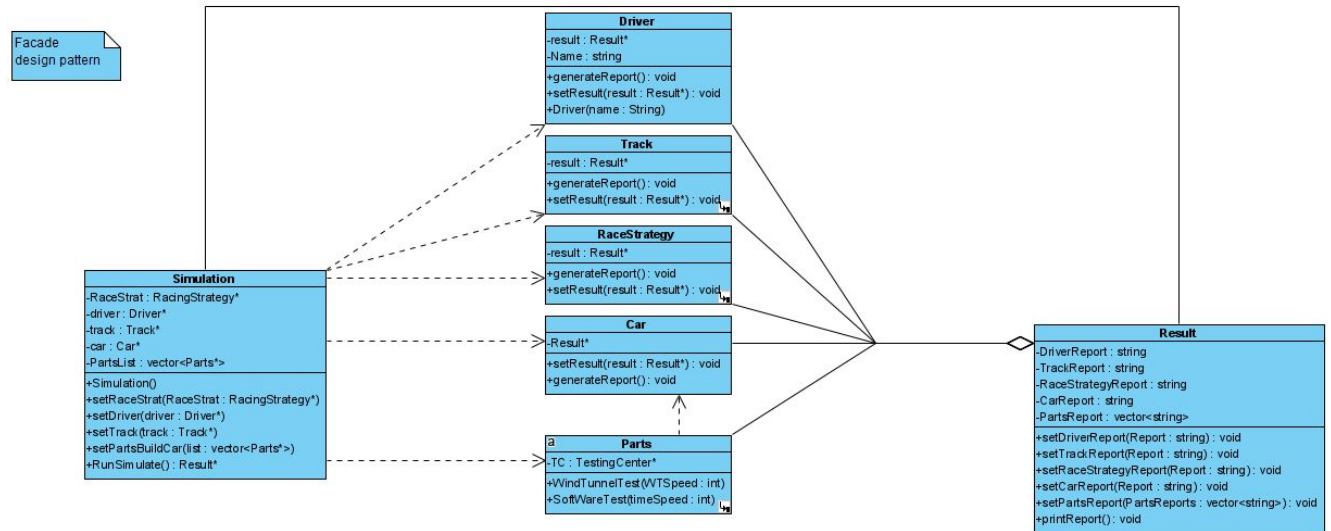 Facade
design pattern
Driver
-result : Result*
-Name : string
+generateReport() : void
+setResult(result : Result*) : void
+Driver(name : String)
Track
-result : Result*
+generateReport() : void
+setResult(result : Result*) : void
RaceStrategy
-result : Result*
+generateReport() : void
+setResult(result : Result*) : void
Simulation
-RaceStrat : RacingStrategy*
-driver : Driver*
-track : Track*
-car : Car*
-PartsList : vector<Parts*>
+Simulation()
+setRaceStrat(RaceStrat : RacingStrategy*)
+setDriver(driver : Driver*)
+setTrack(track : Track*)
+setPartsBuildCar(list : vector<Parts*>)
+RunSimulate() : Result*
Car
-Result*
+setResult(result : Result*) : void
+generateReport() : void
a
Parts
-TC : TestingCenter*
+WindTunnelTest(WTSpeed : int)
+SoftWareTest(timeSpeed : int)
Result
-DriverReport : string
-TrackReport : string
-RaceStrategyReport : string
-CarReport : string
-PartsReport : vector<string>
+setDriverReport(Report : string) : void
+setTrackReport(Report : string) : void
+setRaceStrategyReport(Report : string) : void
+setCarReport(Report : string) : void
+setPartsReport(PartsReports : vector<string>) : void
+printReport() : void